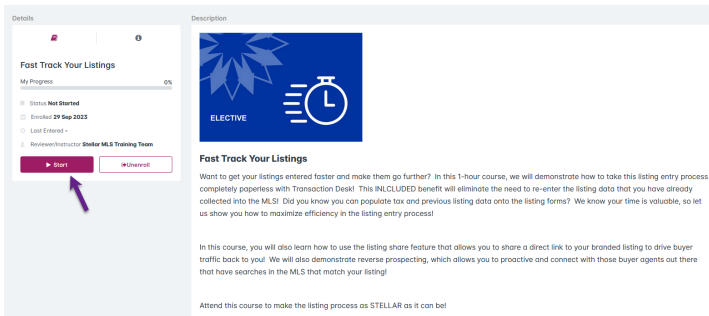 Details
Description
Fast Track Your Listings
My Progress
0%
Status Not Started
Enrolled 29 Sep 2023
Last Entered -
Reviewer/Instructor Stellar MLS Training Team
Start
Unenroll
ELECTIVE
Fast Track Your Listings
Want to get your listings entered faster and make them go further? In this 1-hour course, we will demonstrate how to take this listing entry process
completely paperless with Transaction Desk! This INLCLUDED benefit will eliminate the need to re-enter the listing data that you have already
collected into the MLS! Did you know you can populate tax and previous listing data onto the listing forms? We know your time is valuable, so let
us show you how to maximize efficiency in the listing entry process!
In this course, you will also learn how to use the listing share feature that allows you to share a direct link to your branded listing to drive buyer
traffic back to you! We will also demonstrate reverse prospecting, which allows you to proactive and connect with those buyer agents out there
that have searches in the MLS that match your listing!
Attend this course to make the listing process as STELLAR as it can be!